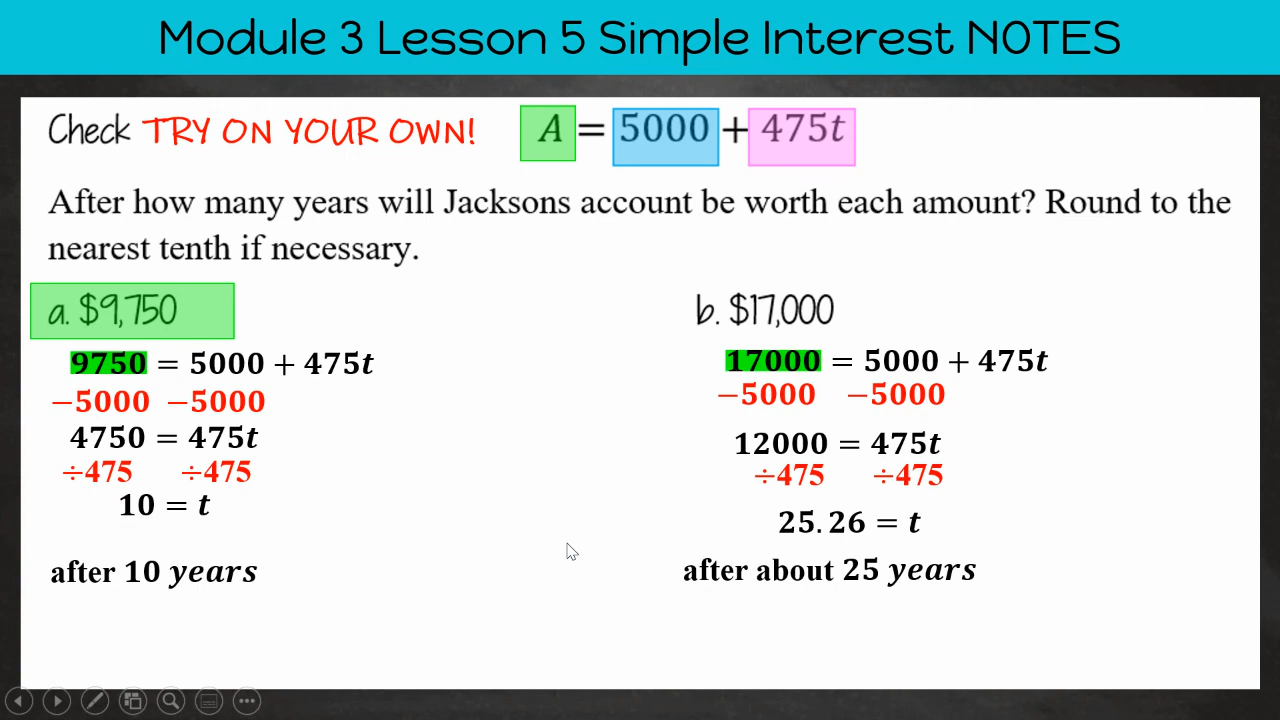 Module 3 Lesson 5 Simple Interest NOTES
Check TRY ON YOUR OWN! A = 5000 + 475t
After how many years will Jacksons account be worth each amount? Round to the
nearest tenth if necessary.
a. $9,750
9750 = 5000 + 475t
−5000 −5000
4750 = 475t
÷475 ÷475
10 = t
after 10 years
b. $17,000
17000 = 5000 + 475t
−5000 −5000
12000 = 475t
÷475 ÷475
25.26 = t
after about 25 years